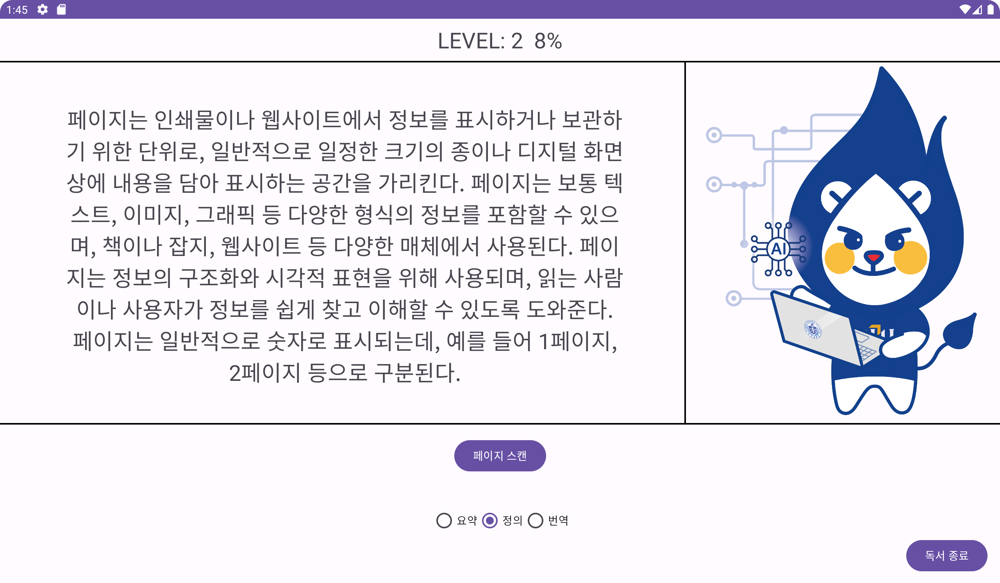 1:45
LEVEL: 2 8%
페이지는 인쇄물이나 웹사이트에서 정보를 표시하거나 보관하
기 위한 단위로, 일반적으로 일정한 크기의 종이나 디지털 화면
상에 내용을 담아 표시하는 공간을 가리킨다. 페이지는 보통 텍
스트, 이미지, 그래픽 등 다양한 형식의 정보를 포함할 수 있으
며, 책이나 잡지, 웹사이트 등 다양한 매체에서 사용된다. 페이
지는 정보의 구조화와 시각적 표현을 위해 사용되며, 읽는 사람
이나 사용자가 정보를 쉽게 찾고 이해할 수 있도록 도와준다.
페이지는 일반적으로 숫자로 표시되는데, 예를 들어 1페이지,
2페이지 등으로 구분된다.
AI
페이지 스캔
요약 정의 번역
독서 종료